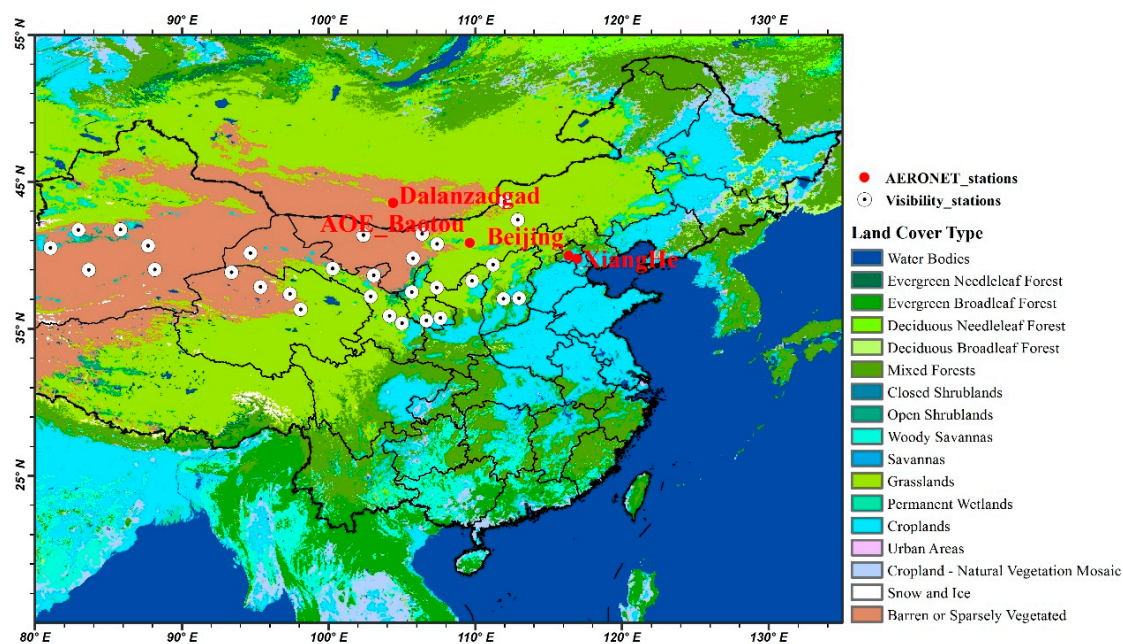 90° E
100° E
110° E
120° E
130° E
55° N
45° N
35° N
25° N
Dalanzadgad
AOE_Baotou
Beijing
XiangHe
80° E
90° E
100° E
110° E
120° E
130° E
AERONET_stations
Visibility_stations
Land Cover Type
Water Bodies
Evergreen Needleleaf Forest
Evergreen Broadleaf Forest
Deciduous Needleleaf Forest
Deciduous Broadleaf Forest
Mixed Forests
Closed Shrublands
Open Shrublands
Woody Savannas
Savannas
Grasslands
Permanent Wetlands
Croplands
Urban Areas
Cropland - Natural Vegetation Mosaic
Snow and Ice
Barren or Sparsely Vegetated